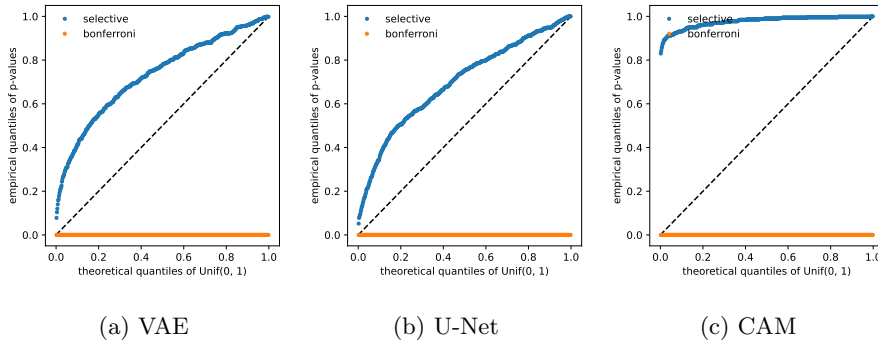 selective
bonferroni
1.0
0.8
0.6
0.4
0.2
0.0
empirical quantiles of p-values
0.0 0.2 0.4 0.6 0.8 1.0
theoretical quantiles of Unif(0, 1)
(a) VAE
selective
bonferroni
1.0
0.8
0.6
0.4
0.2
0.0
empirical quantiles of p-values
0.0 0.2 0.4 0.6 0.8 1.0
theoretical quantiles of Unif(0, 1)
(b) U-Net
selective
bonferroni
1.0
0.8
0.6
0.4
0.2
0.0
empirical quantiles of p-values
0.0 0.2 0.4 0.6 0.8 1.0
theoretical quantiles of Unif(0, 1)
(c) CAM